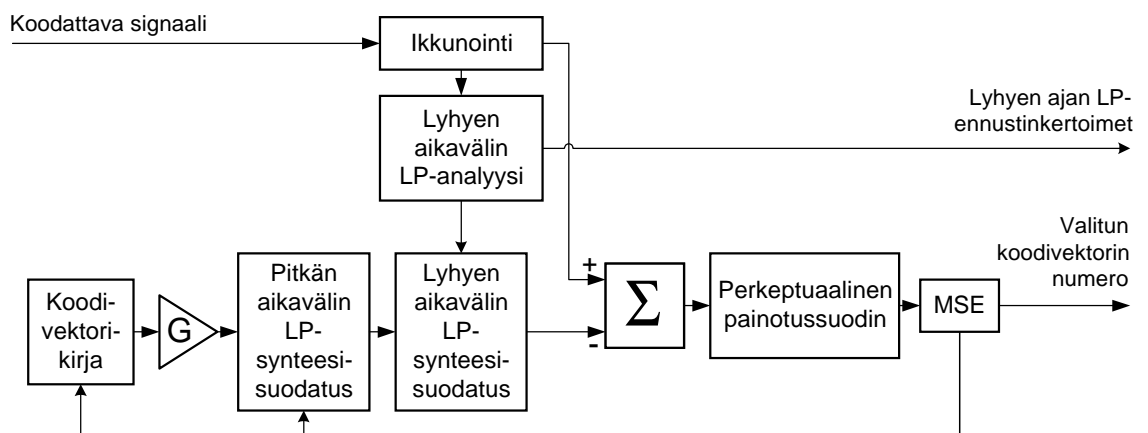 Koodattava signaali
Ikkunointi
Lyhyen
aikavälin
LP-analyysi
Lyhyen ajan LP-
ennustinkertoimet
Koodi-
vektori-
kirja
G
Pitkän
aikavälin
LP-
synteesi-
suodatus
Lyhyen
aikavälin
LP-
synteesi-
suodatus
+
-
Σ
Perkeptuaalinen
painotussuodin
MSE
Valitun
koodivektorin
numero